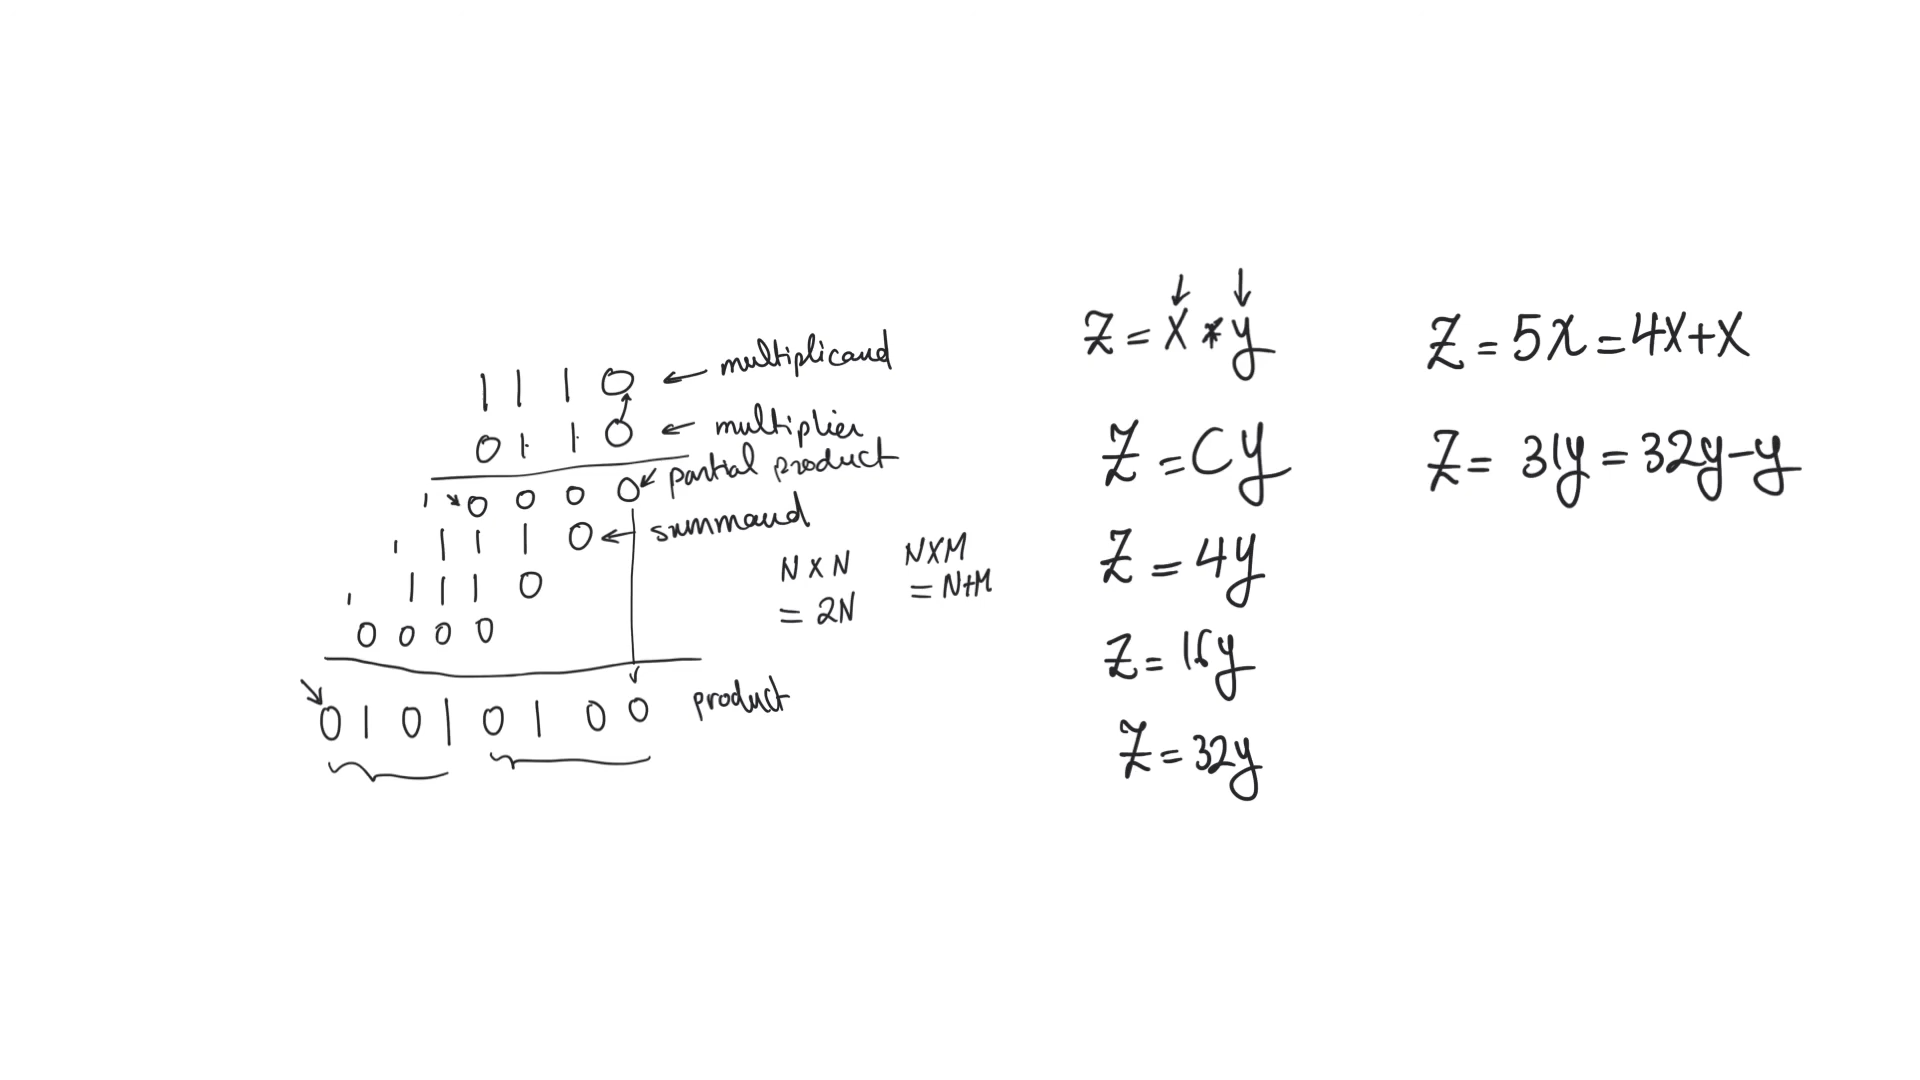 1 1 1 0 ← multiplicand
0 1 1 0 ← multiplier
0 0 0 0 partial product
1 1 1 0 ← summand
1 1 1 0
0 0 0 0
0 1 0 1 0 1 0 0 product
N X N
= 2N
N X M
= N+M
Z = X * y
Z = Cy
Z = 4y
Z = 16y
Z = 32y
Z = 5x = 4x+x
Z = 31y = 32y-y